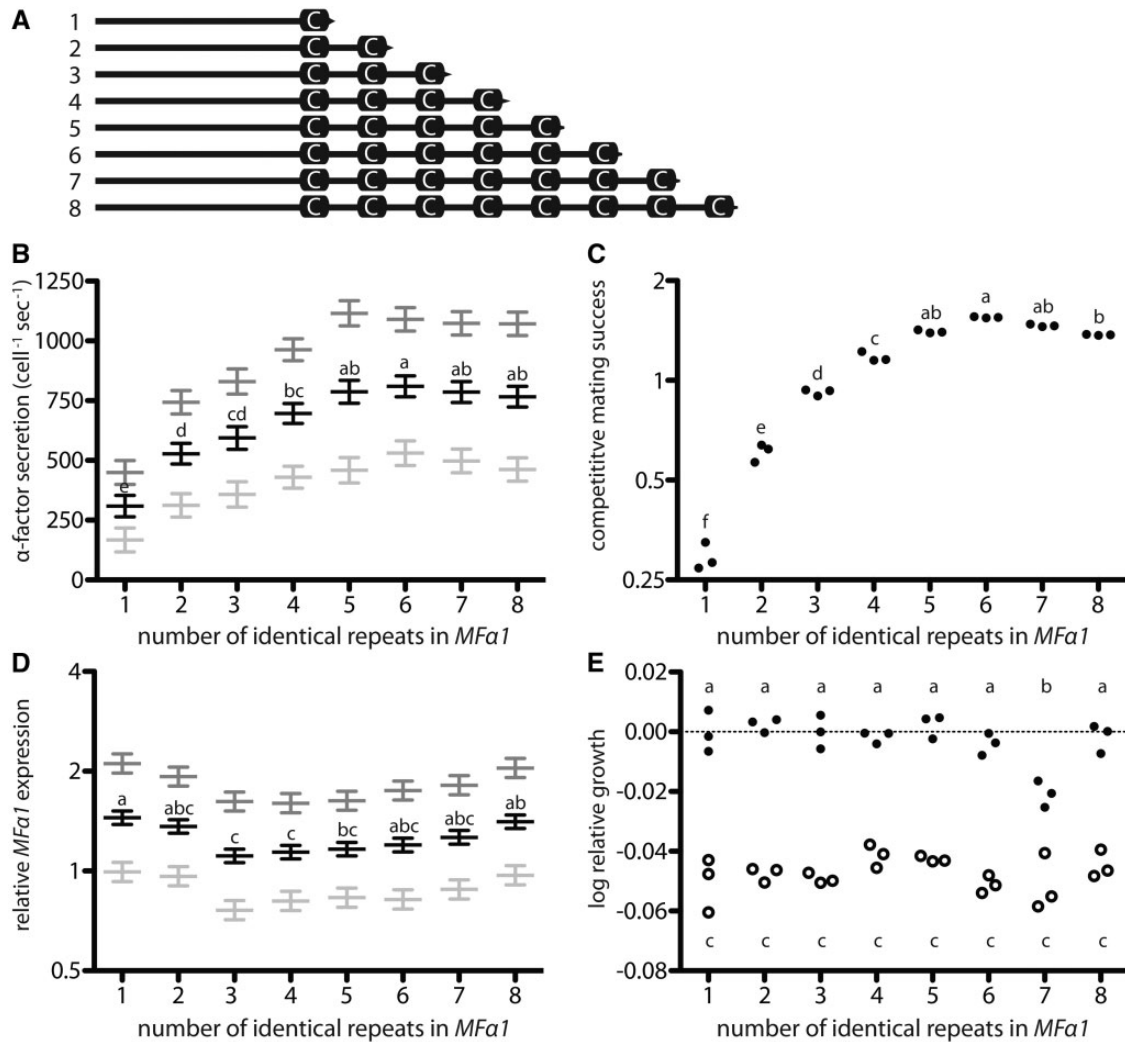 A
1 C
2 C C
3 C C C
4 C C C C
5 C C C C C
6 C C C C C C
7 C C C C C C C
8 C C C C C C C C
B
α-factor secretion (cell⁻¹ sec⁻¹)
1250
1000
750
500
250
0
e d cd bc ab a ab ab
1 2 3 4 5 6 7 8
number of identical repeats in MFα1
C
competititve mating success
2
1
0.5
0.25
f e d c ab a ab b
1 2 3 4 5 6 7 8
number of identical repeats in MFα1
D
relative MFα1 expression
4
2
1
0.5
a abc c c bc abc abc ab
1 2 3 4 5 6 7 8
number of identical repeats in MFα1
E
log relative growth
0.02
0.00
-0.02
-0.04
-0.06
-0.08
a a a a a a b a
c c c c c c c c
1 2 3 4 5 6 7 8
number of identical repeats in MFα1